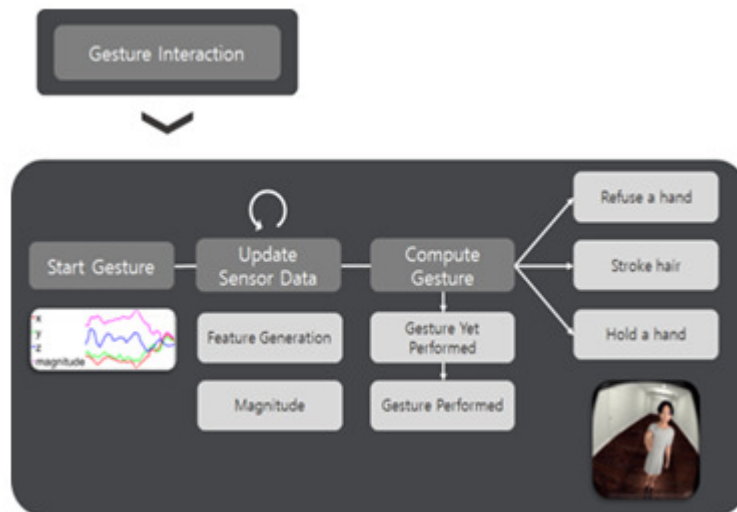 Gesture Interaction
Start Gesture
Update
Sensor Data
Compute
Gesture
Refuse a hand
Stroke hair
Hold a hand
x
y
z
magnitude
Feature Generation
Magnitude
Gesture Yet
Performed
Gesture Performed